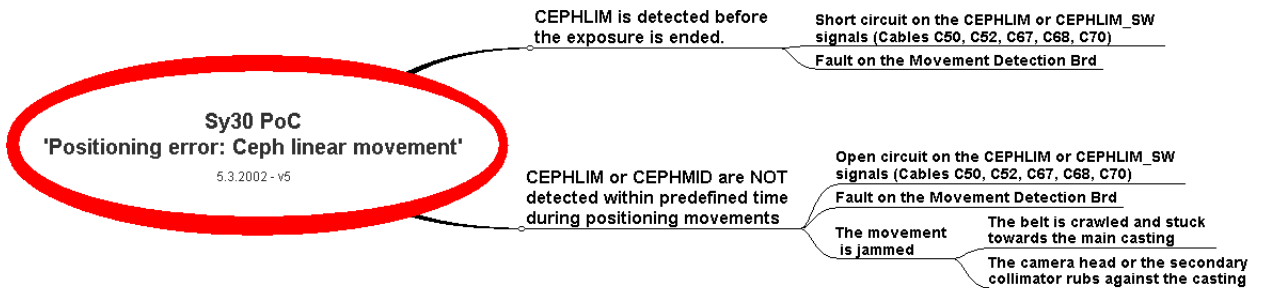 Sy30 PoC
'Positioning error: Ceph linear movement'
5.3.2002 - v5
CEPHLIM is detected before
the exposure is ended.
Short circuit on the CEPHLIM or CEPHLIM_SW
signals (Cables C50, C52, C67, C68, C70)
Fault on the Movement Detection Brd
CEPHLIM or CEPHMID are NOT
detected within predefined time
during positioning movements
Open circuit on the CEPHLIM or CEPHLIM_SW
signals (Cables C50, C52, C67, C68, C70)
Fault on the Movement Detection Brd
The movement
is jammed
The belt is crawled and stuck
towards the main casting
The camera head or the secondary
collimator rubs against the casting